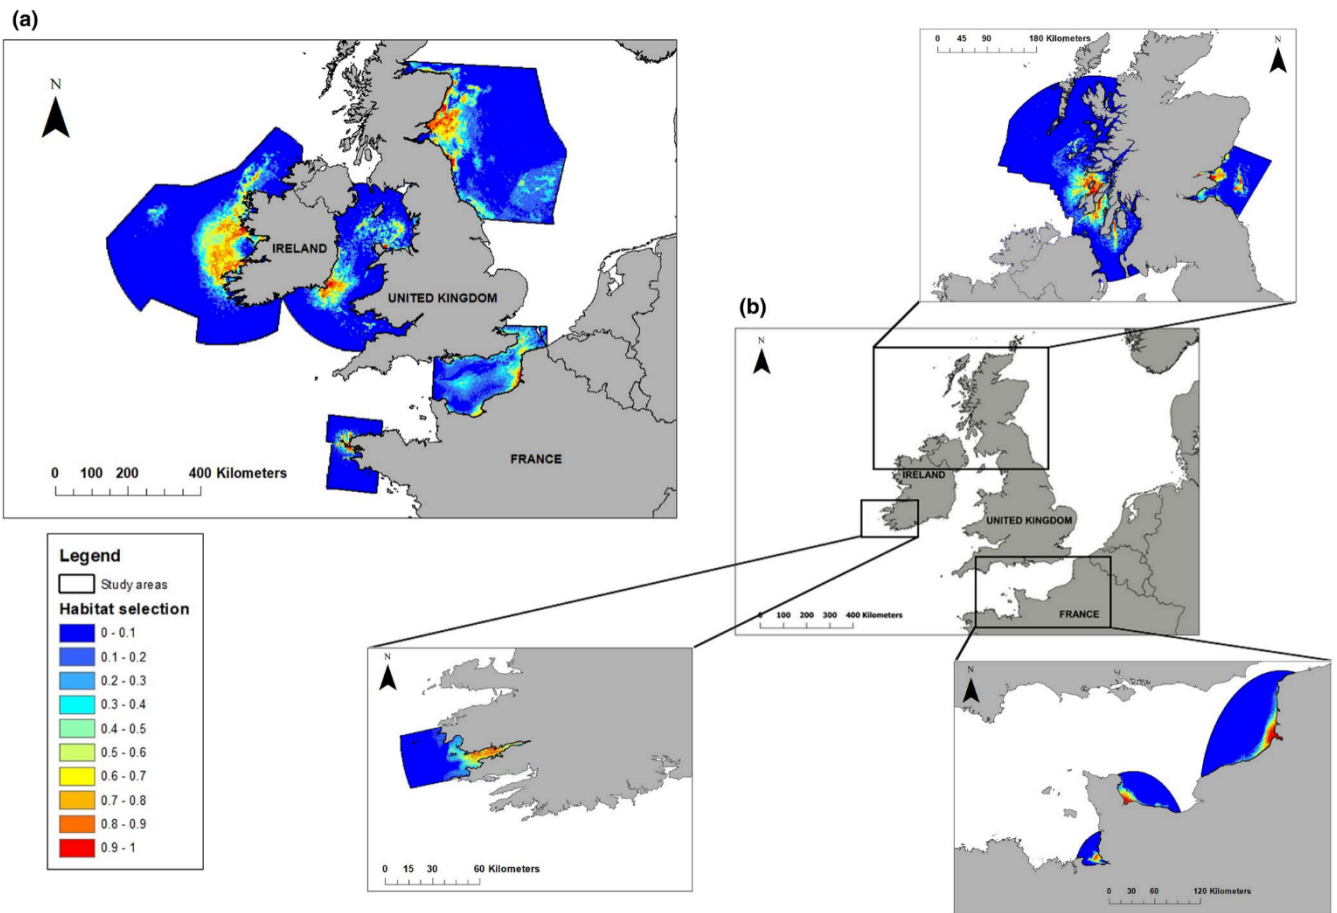 (a)
N
IRELAND
UNITED KINGDOM
FRANCE
0 100 200 400 Kilometers
Legend
Study areas
Habitat selection
0 - 0.1
0.1 - 0.2
0.2 - 0.3
0.3 - 0.4
0.4 - 0.5
0.5 - 0.6
0.6 - 0.7
0.7 - 0.8
0.8 - 0.9
0.9 - 1
0 45 90 180 Kilometers
N
(b)
N
IRELAND
UNITED KINGDOM
FRANCE
0 100 200 300 400 Kilometers
N
0 15 30 60 Kilometers
N
0 30 60 120 Kilometers